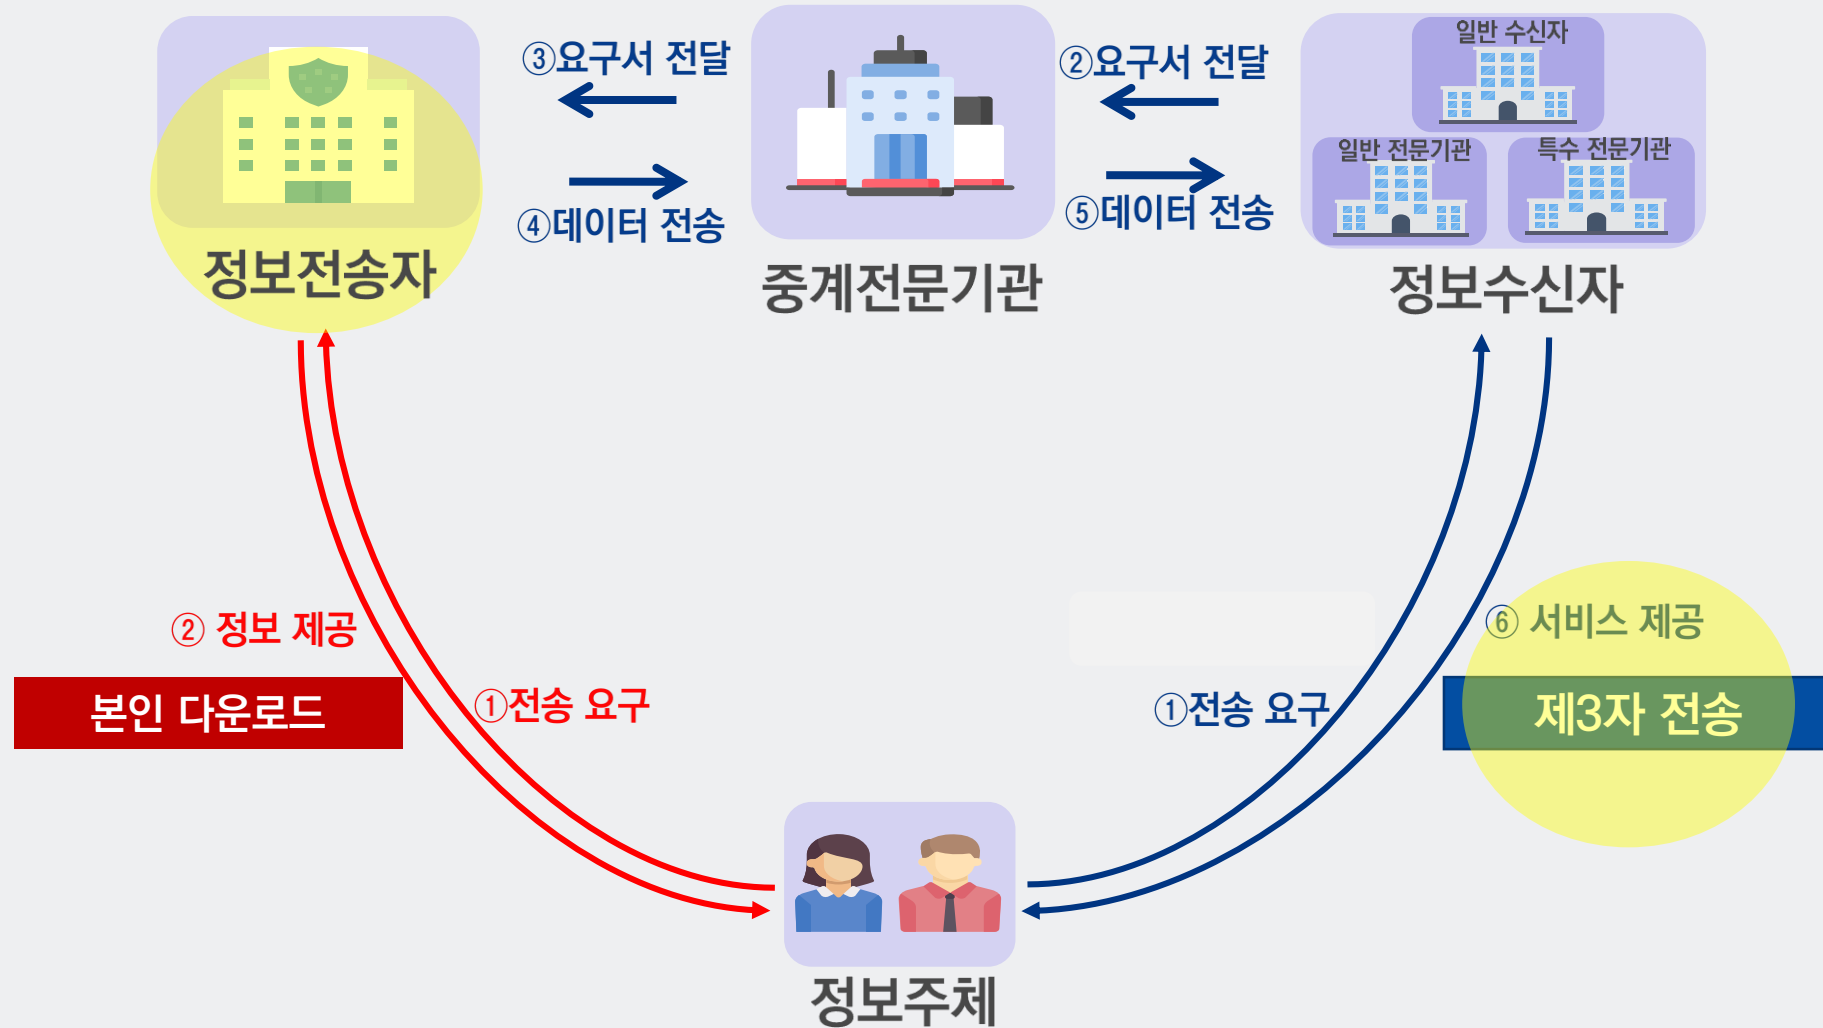 일반 수신자
③요구서 전달
②요구서 전달
일반 전문기관
특수 전문기관
④데이터 전송
⑤데이터 전송
정보전송자
중계전문기관
정보수신자
② 정보 제공
⑥ 서비스 제공
본인 다운로드
①전송 요구
①전송 요구
제3자 전송
정보주체